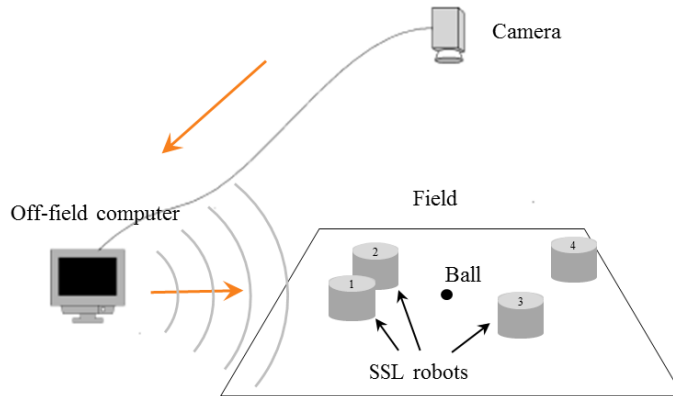 Camera
Off-field computer
Field
2
4
1
Ball
3
SSL robots